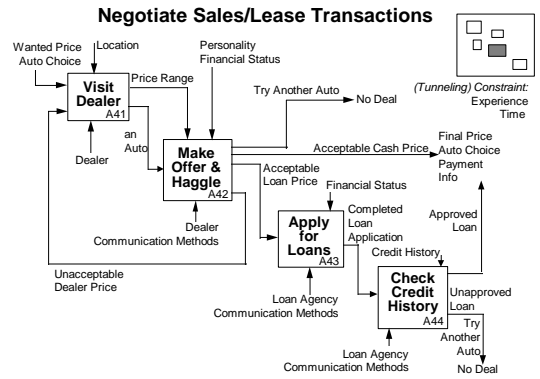 Negotiate Sales/Lease Transactions
Wanted Price
Auto Choice
Location
Personality
Financial Status
(Tunneling) Constraint:
Experience
Time
Visit
Dealer
A41
Price Range
Try Another Auto
No Deal
an
Auto
Dealer
Make
Offer &
Haggle
A42
Acceptable Cash Price
Final Price
Auto Choice
Payment
Info
Acceptable
Loan Price
Financial Status
Dealer
Communication Methods
Unacceptable
Dealer Price
Apply
for
Loans
A43
Completed
Loan
Application
Approved
Loan
Credit History
Check
Credit
History
A44
Unapproved
Loan
Try
Another
Auto
No Deal
Loan Agency
Communication Methods
Loan Agency
Communication Methods